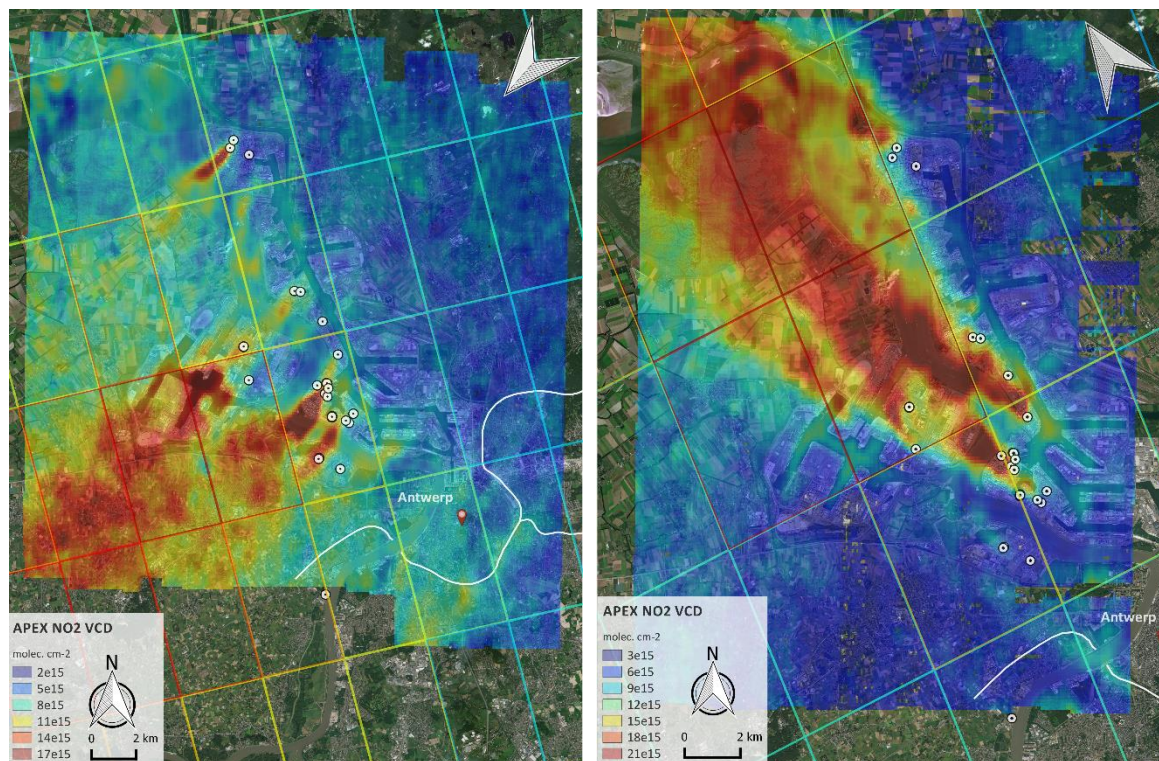 Antwerp
APEX NO2 VCD
molec. cm-2
2e15
5e15
8e15
11e15
14e15
17e15
N
0 2 km
Antwerp
APEX NO2 VCD
molec. cm-2
3e15
6e15
9e15
12e15
15e15
18e15
21e15
N
0 2 km